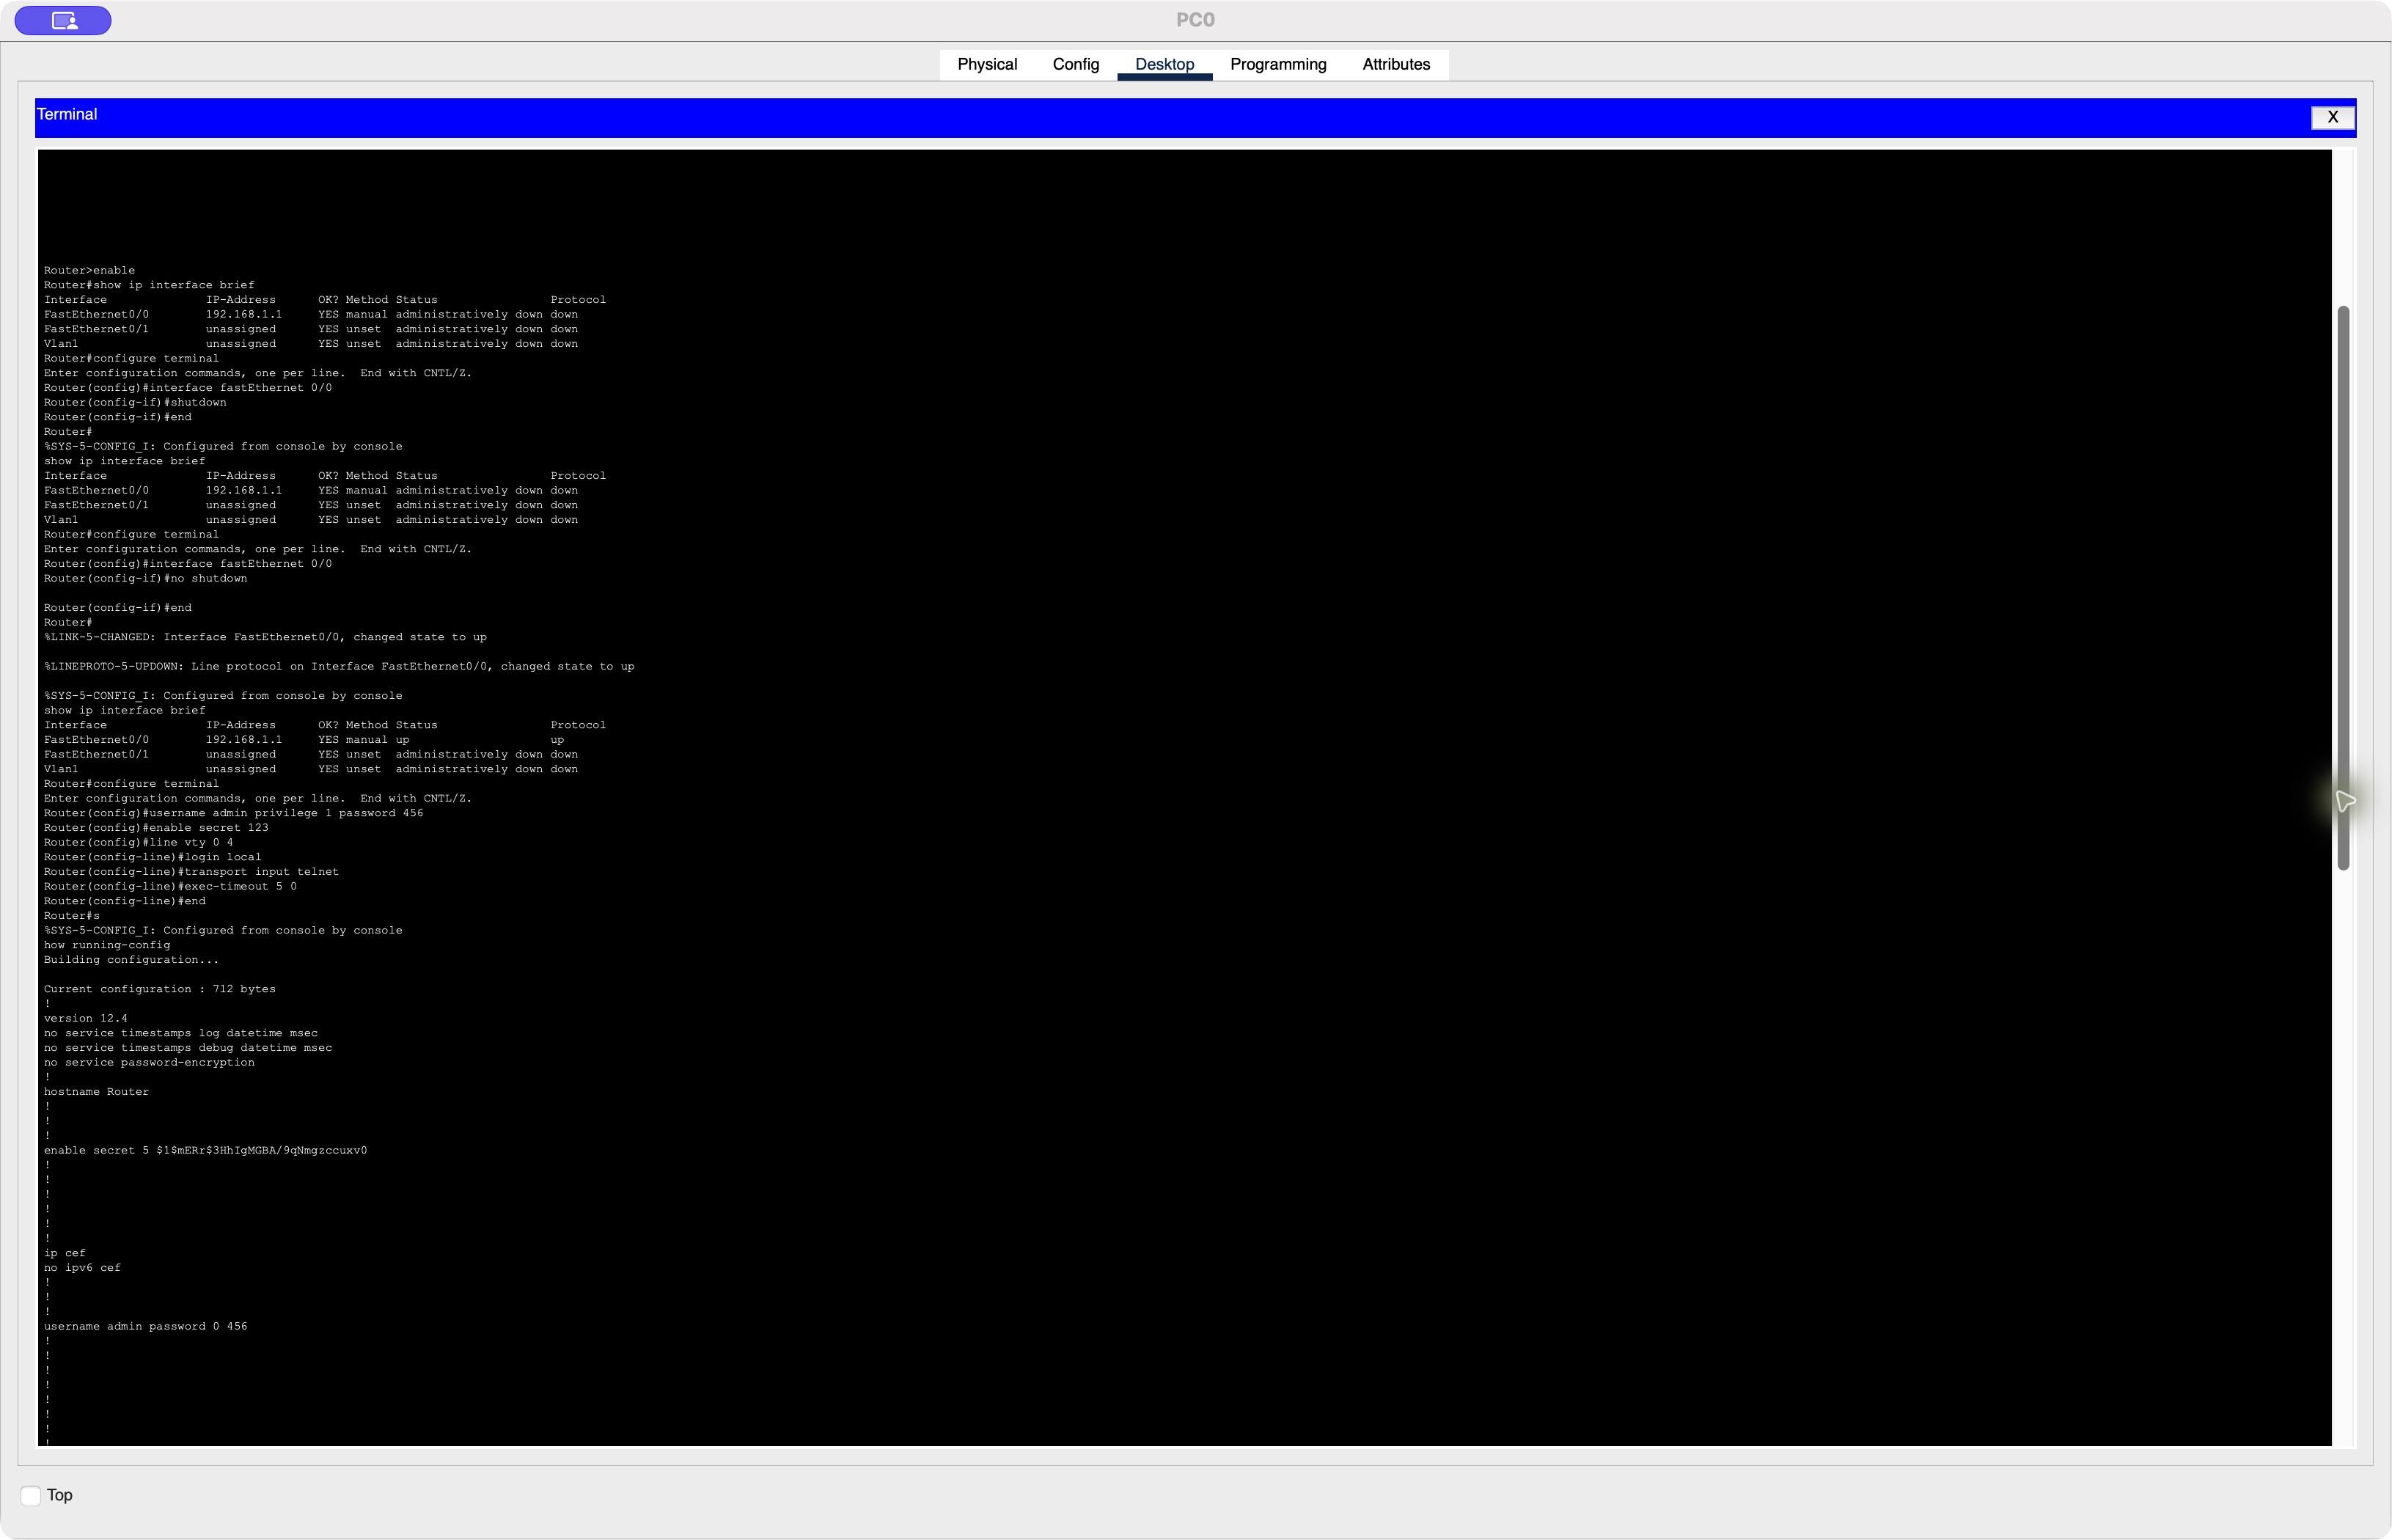 PC0
Physical Config Desktop Programming Attributes
Terminal X
Router>enable
Router#show ip interface brief
Interface              IP-Address      OK? Method Status                Protocol
FastEthernet0/0        192.168.1.1     YES manual administratively down down
FastEthernet0/1        unassigned      YES unset  administratively down down
Vlan1                  unassigned      YES unset  administratively down down
Router#configure terminal
Enter configuration commands, one per line.  End with CNTL/Z.
Router(config)#interface fastEthernet 0/0
Router(config-if)#shutdown
Router(config-if)#end
Router#
%SYS-5-CONFIG_I: Configured from console by console
show ip interface brief
Interface              IP-Address      OK? Method Status                Protocol
FastEthernet0/0        192.168.1.1     YES manual administratively down down
FastEthernet0/1        unassigned      YES unset  administratively down down
Vlan1                  unassigned      YES unset  administratively down down
Router#configure terminal
Enter configuration commands, one per line.  End with CNTL/Z.
Router(config)#interface fastEthernet 0/0
Router(config-if)#no shutdown
Router(config-if)#end
Router#
%LINK-5-CHANGED: Interface FastEthernet0/0, changed state to up
%LINEPROTO-5-UPDOWN: Line protocol on Interface FastEthernet0/0, changed state to up
%SYS-5-CONFIG_I: Configured from console by console
show ip interface brief
Interface              IP-Address      OK? Method Status                Protocol
FastEthernet0/0        192.168.1.1     YES manual up                    up
FastEthernet0/1        unassigned      YES unset  administratively down down
Vlan1                  unassigned      YES unset  administratively down down
Router#configure terminal
Enter configuration commands, one per line.  End with CNTL/Z.
Router(config)#username admin privilege 1 password 456
Router(config)#enable secret 123
Router(config)#line vty 0 4
Router(config-line)#login local
Router(config-line)#transport input telnet
Router(config-line)#exec-timeout 5 0
Router(config-line)#end
Router#s
%SYS-5-CONFIG_I: Configured from console by console
how running-config
Building configuration...
Current configuration : 712 bytes
!
version 12.4
no service timestamps log datetime msec
no service timestamps debug datetime msec
no service password-encryption
!
hostname Router
!
!
!
enable secret 5 $1$mERr$3HhIgMGBA/9qNmgzccuxv0
!
!
!
!
!
!
ip cef
no ipv6 cef
!
!
!
username admin password 0 456
!
!
!
!
!
!
!
!
Top